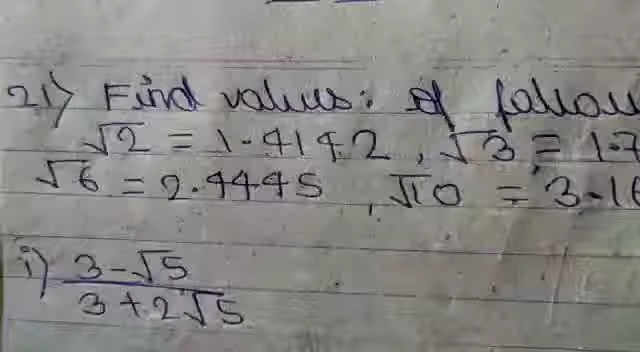 21) Find values: of follow
√2 = 1.4142, √3 = 1.7
√6 = 2.4445, √10 = 3.16
i) 3-√5
3+2√5